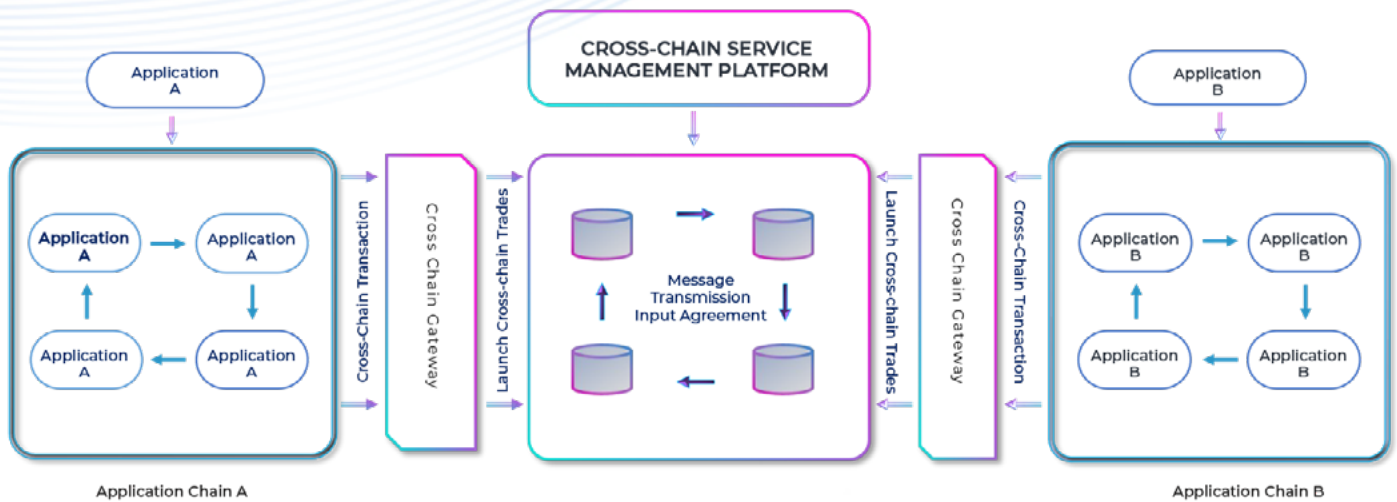 CROSS-CHAIN SERVICE
MANAGEMENT PLATFORM
Application
A
Application
B
Application
A
Application
A
Application
A
Application
A
Cross-Chain Transaction
Cross Chain Gateway
Launch Cross-chain Trades
Message
Transmission
Input Agreement
Launch Cross-chain Trades
Cross Chain Gateway
Cross-Chain Transaction
Application
B
Application
B
Application
B
Application
B
Application Chain A
Application Chain B